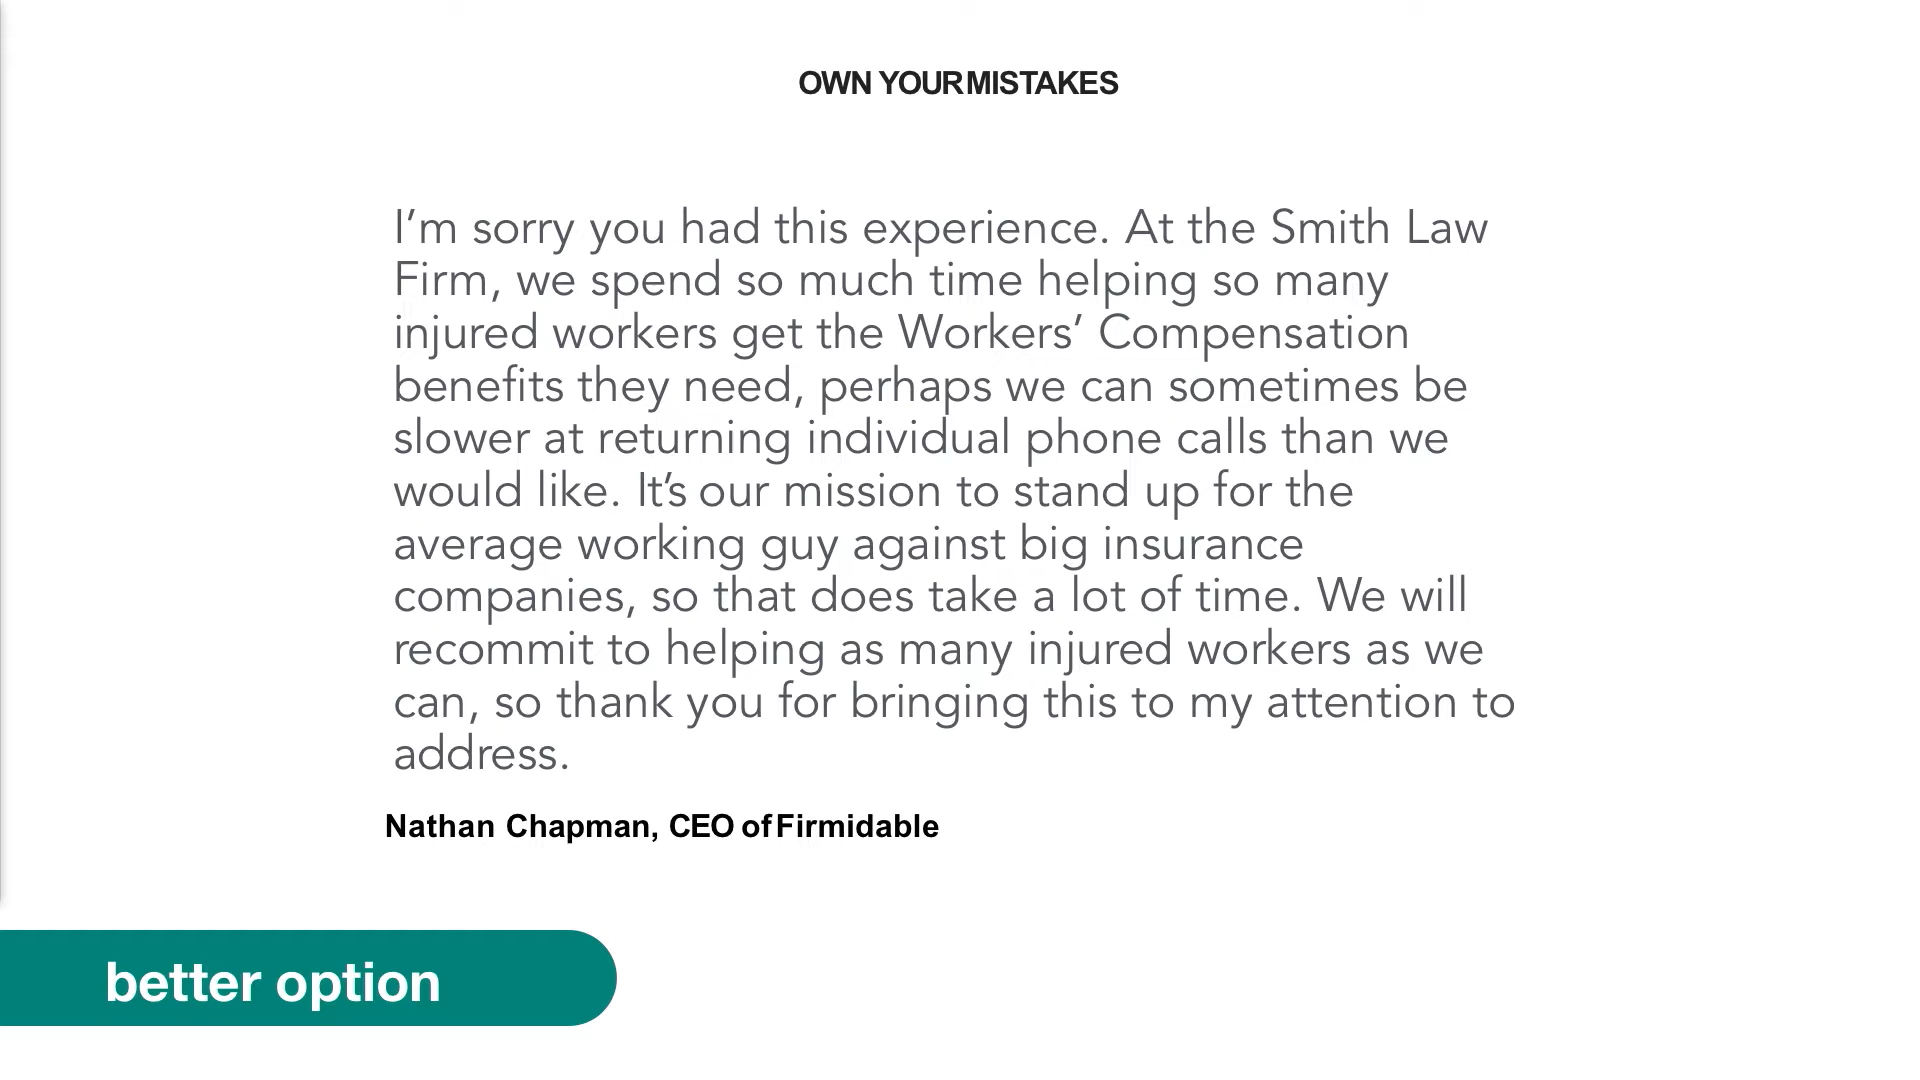 OWN YOUR MISTAKES
I’m sorry you had this experience. At the Smith Law
Firm, we spend so much time helping so many
injured workers get the Workers’ Compensation
benefits they need, perhaps we can sometimes be
slower at returning individual phone calls than we
would like. It’s our mission to stand up for the
average working guy against big insurance
companies, so that does take a lot of time. We will
recommit to helping as many injured workers as we
can, so thank you for bringing this to my attention to
address.
Nathan Chapman, CEO of Firmidable
better option